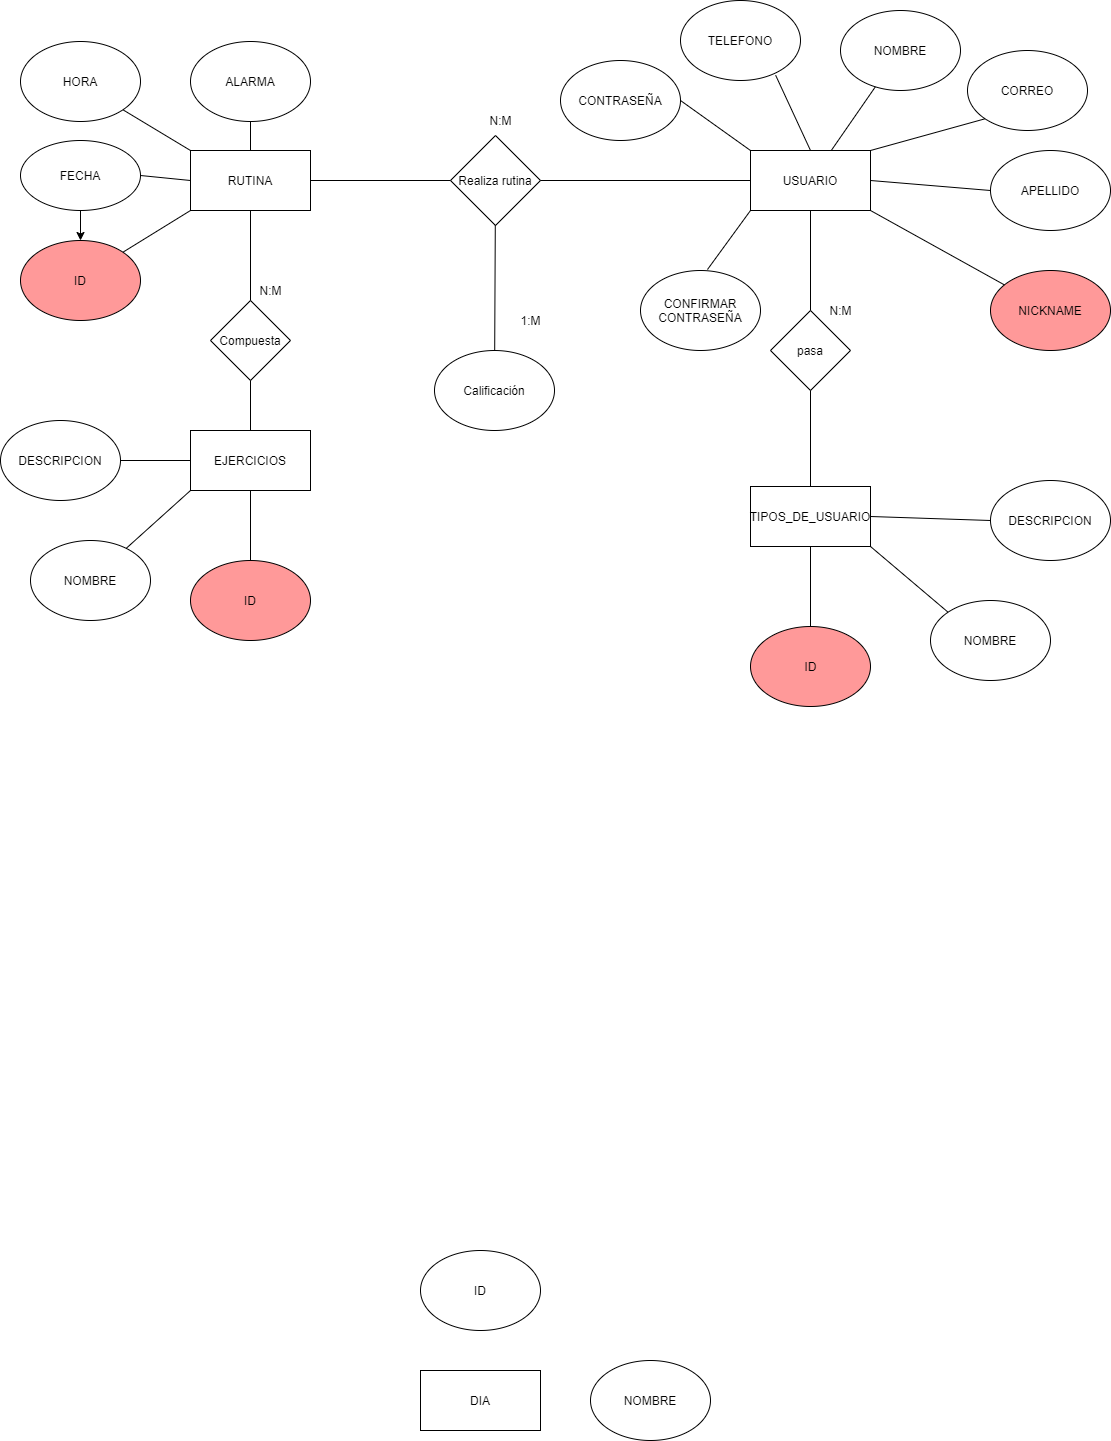 TELEFONO
NOMBRE
HORA
ALARMA
CORREO
CONTRASEÑA
N:M
FECHA
RUTINA
Realiza rutina
USUARIO
APELLIDO
ID
N:M
CONFIRMAR
CONTRASEÑA
N:M
NICKNAME
1:M
Compuesta
pasa
Calificación
DESCRIPCION
EJERCICIOS
TIPOS_DE_USUARIO
DESCRIPCION
NOMBRE
ID
NOMBRE
ID
ID
DIA
NOMBRE